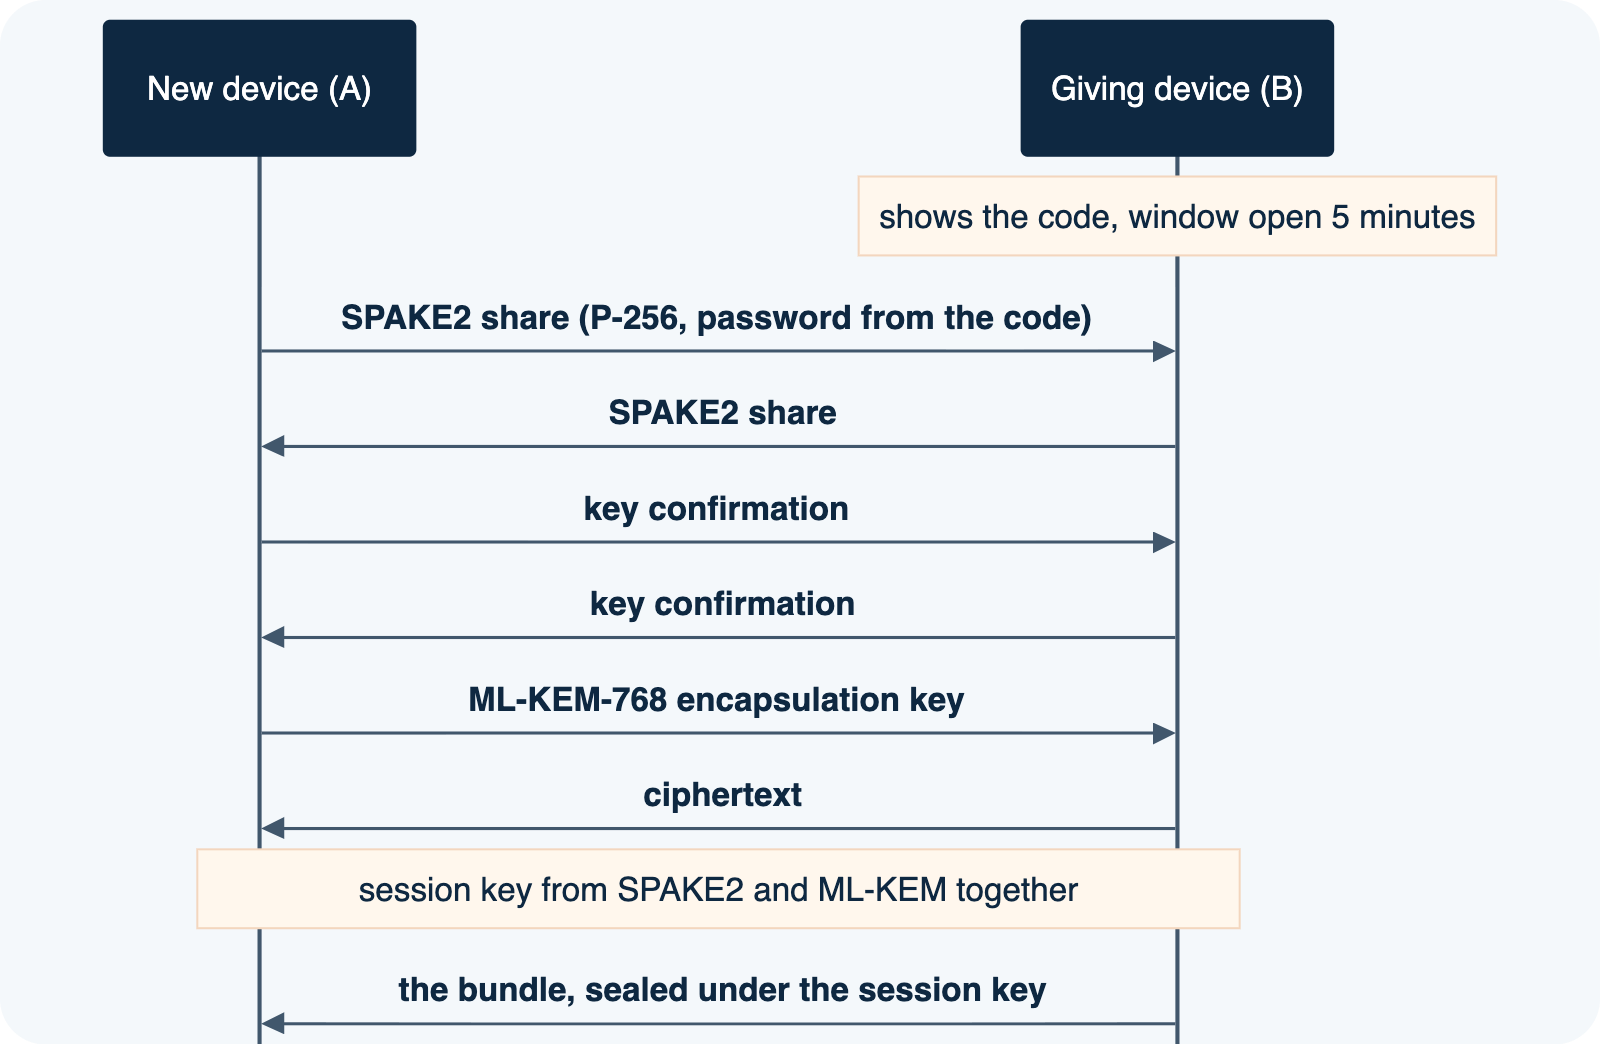 New device (A)
Giving device (B)
shows the code, window open 5 minutes
SPAKE2 share (P-256, password from the code)
SPAKE2 share
key confirmation
key confirmation
ML-KEM-768 encapsulation key
ciphertext
session key from SPAKE2 and ML-KEM together
the bundle, sealed under the session key